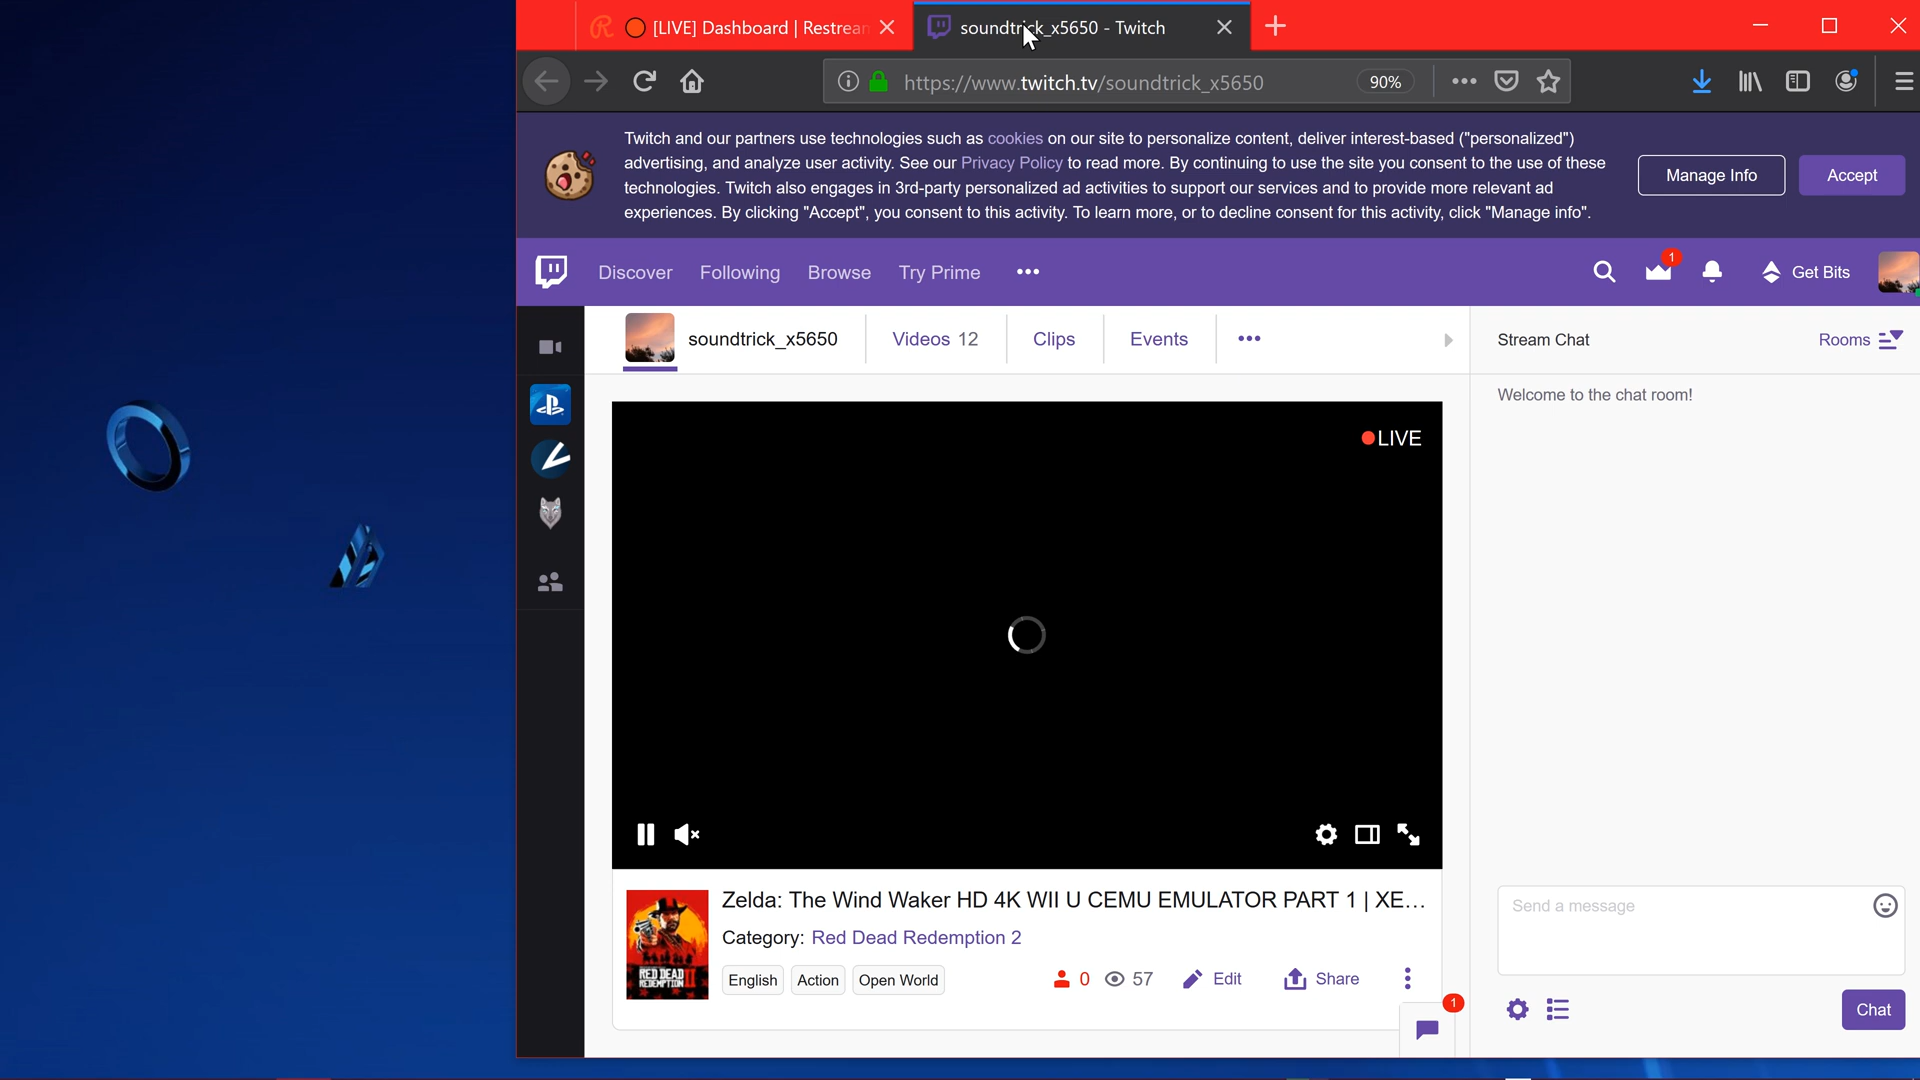 [LIVE] Dashboard | Restream
soundtrick_x5650 - Twitch
https://www.twitch.tv/soundtrick_x5650
90%
Twitch and our partners use technologies such as cookies on our site to personalize content, deliver interest-based ("personalized")
advertising, and analyze user activity. See our Privacy Policy to read more. By continuing to use the site you consent to the use of these
technologies. Twitch also engages in 3rd-party personalized ad activities to support our services and to provide more relevant ad
experiences. By clicking "Accept", you consent to this activity. To learn more, or to decline consent for this activity, click "Manage info".
Manage Info
Accept
Discover
Following
Browse
Try Prime
1
Get Bits
soundtrick_x5650
Videos 12
Clips
Events
Stream Chat
Rooms
Welcome to the chat room!
LIVE
Zelda: The Wind Waker HD 4K WII U CEMU EMULATOR PART 1 | XE...
Category: Red Dead Redemption 2
RED DEAD
REDEMPTION II
English
Action
Open World
0
57
Edit
Share
1
Send a message
Chat